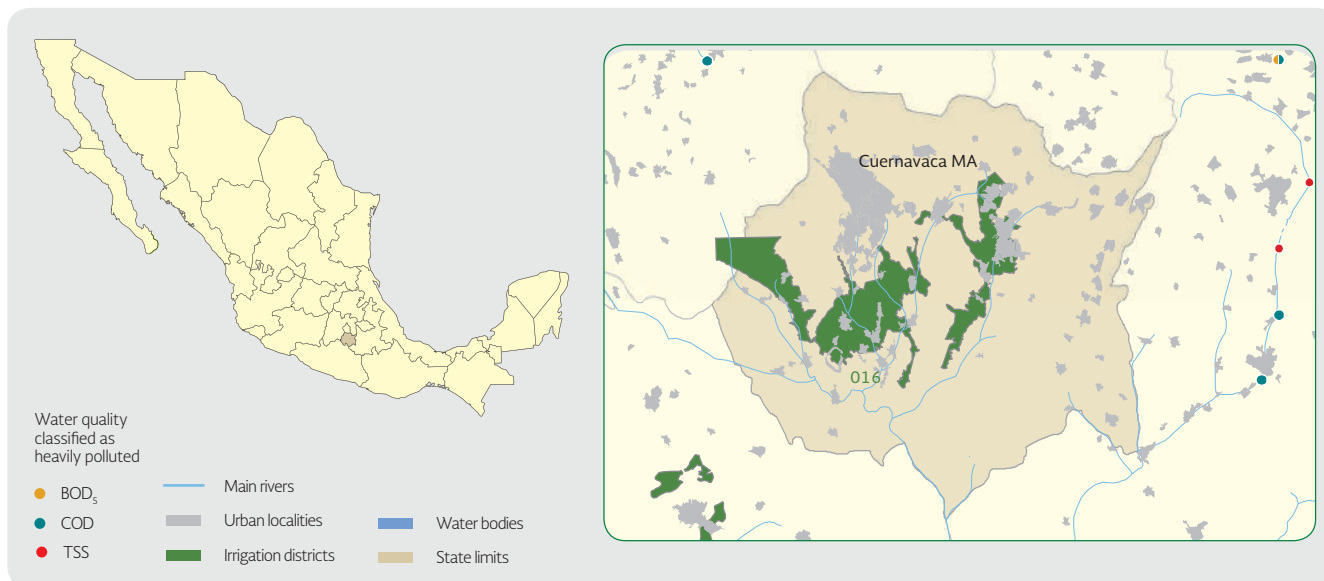 Cuernavaca MA
016
Water quality
classified as
heavily polluted
BOD5
COD
TSS
Main rivers
Urban localities
Irrigation districts
Water bodies
State limits